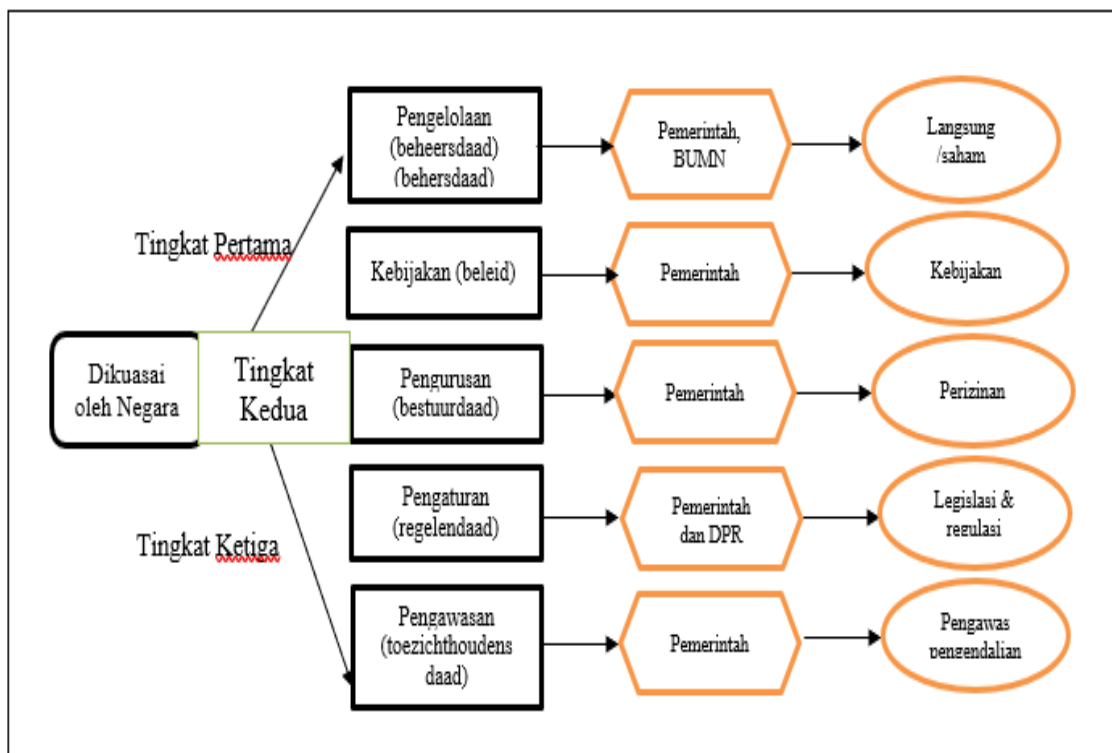 Pengelolaan
(beheersdaad)
(behersdaad)
Pemerintah,
BUMN
Langsung
/saham
Tingkat Pertama
Kebijakan (beleid)
Pemerintah
Kebijakan
Dikuasai
oleh Negara
Tingkat
Kedua
Pengurusan
(bestuurdaad)
Pemerintah
Perizinan
Pengaturan
(regelendaad)
Pemerintah
dan DPR
Legislasi &
regulasi
Tingkat Ketiga
Pengawasan
(toezichthoudens
daad)
Pemerintah
Pengawas
pengendalian